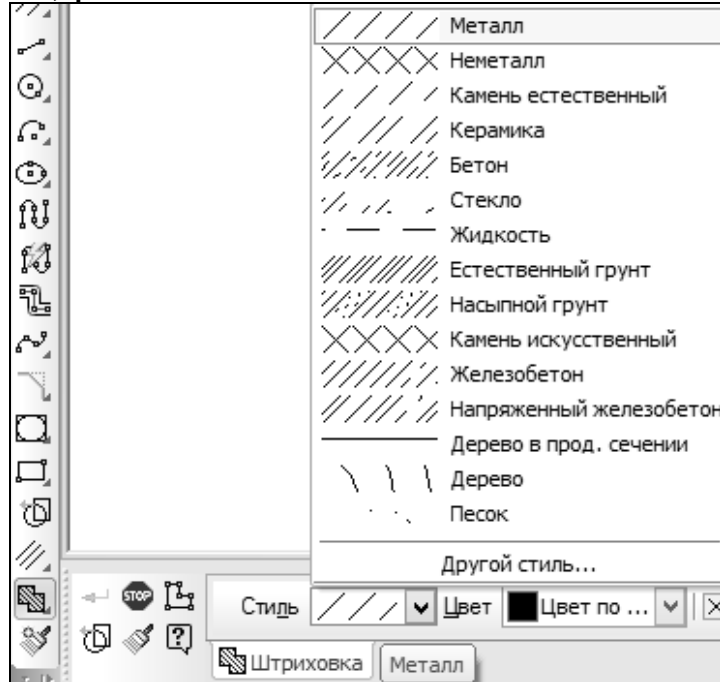 Металл
Неметалл
Камень естественный
Керамика
Бетон
Стекло
Жидкость
Естественный грунт
Насыпной грунт
Камень искусственный
Железобетон
Напряженный железобетон
Дерево в прод. сечении
Дерево
Песок
Другой стиль...
STOP Стиль Цвет Цвет по ...
Штриховка Металл